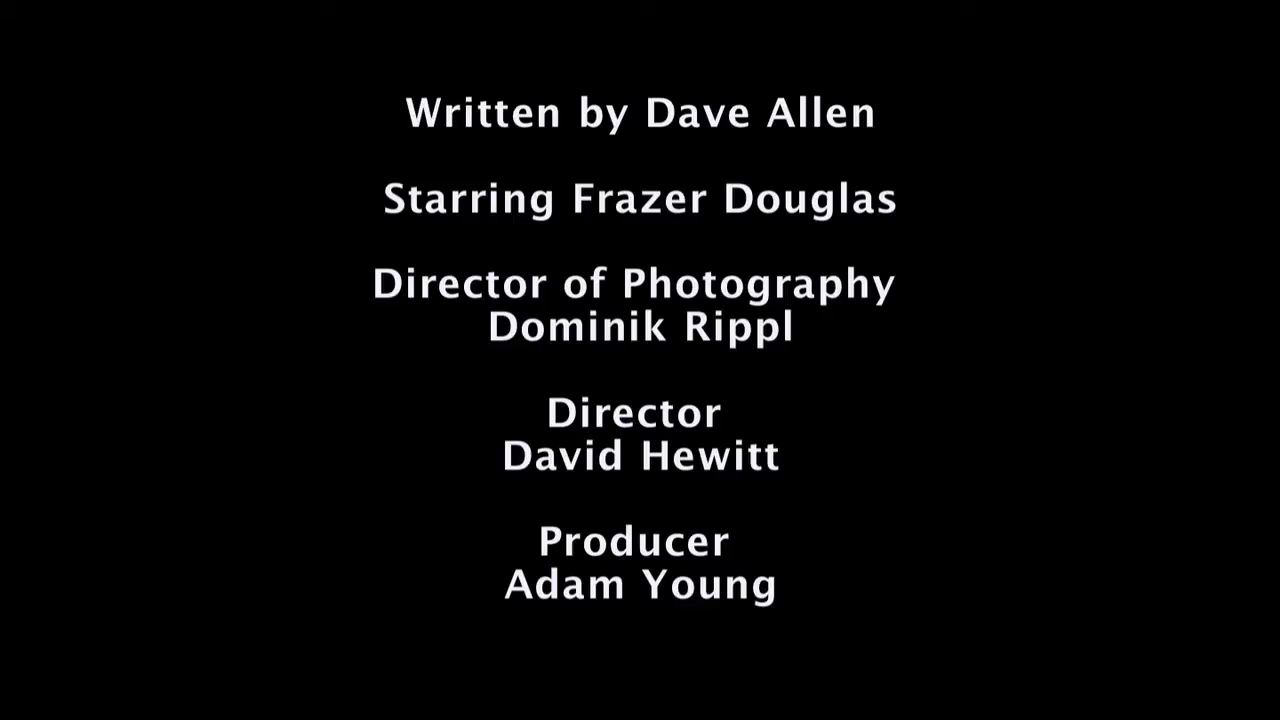 Written by Dave Allen
Starring Frazer Douglas
Director of Photography
Dominik Rippl
Director
David Hewitt
Producer
Adam Young